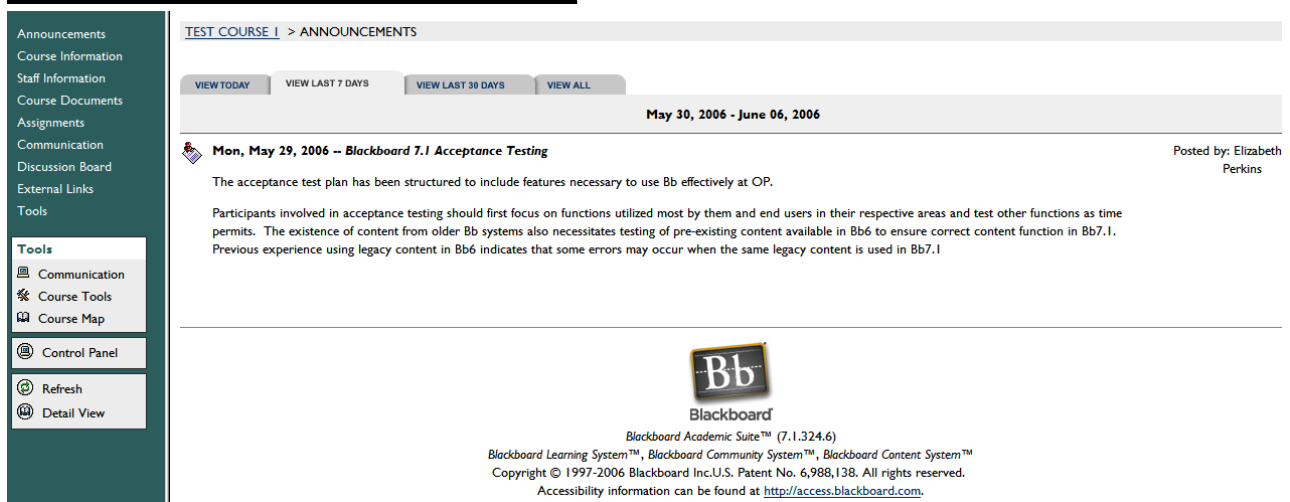 Announcements
Course Information
Staff Information
Course Documents
Assignments
Communication
Discussion Board
External Links
Tools
Tools
Communication
Course Tools
Course Map
Control Panel
Refresh
Detail View
TEST COURSE 1 > ANNOUNCEMENTS
VIEW TODAY VIEW LAST 7 DAYS VIEW LAST 30 DAYS VIEW ALL
May 30, 2006 - June 06, 2006
Mon, May 29, 2006 -- Blackboard 7.1 Acceptance Testing
Posted by: Elizabeth
Perkins
The acceptance test plan has been structured to include features necessary to use Bb effectively at OP.
Participants involved in acceptance testing should first focus on functions utilized most by them and end users in their respective areas and test other functions as time
permits. The existence of content from older Bb systems also necessitates testing of pre-existing content available in Bb6 to ensure correct content function in Bb7.1.
Previous experience using legacy content in Bb6 indicates that some errors may occur when the same legacy content is used in Bb7.1
Bb
Blackboard
Blackboard Academic Suite™ (7.1.324.6)
Blackboard Learning System™, Blackboard Community System™, Blackboard Content System™
Copyright © 1997-2006 Blackboard Inc.U.S. Patent No. 6,988,138. All rights reserved.
Accessibility information can be found at http://access.blackboard.com.